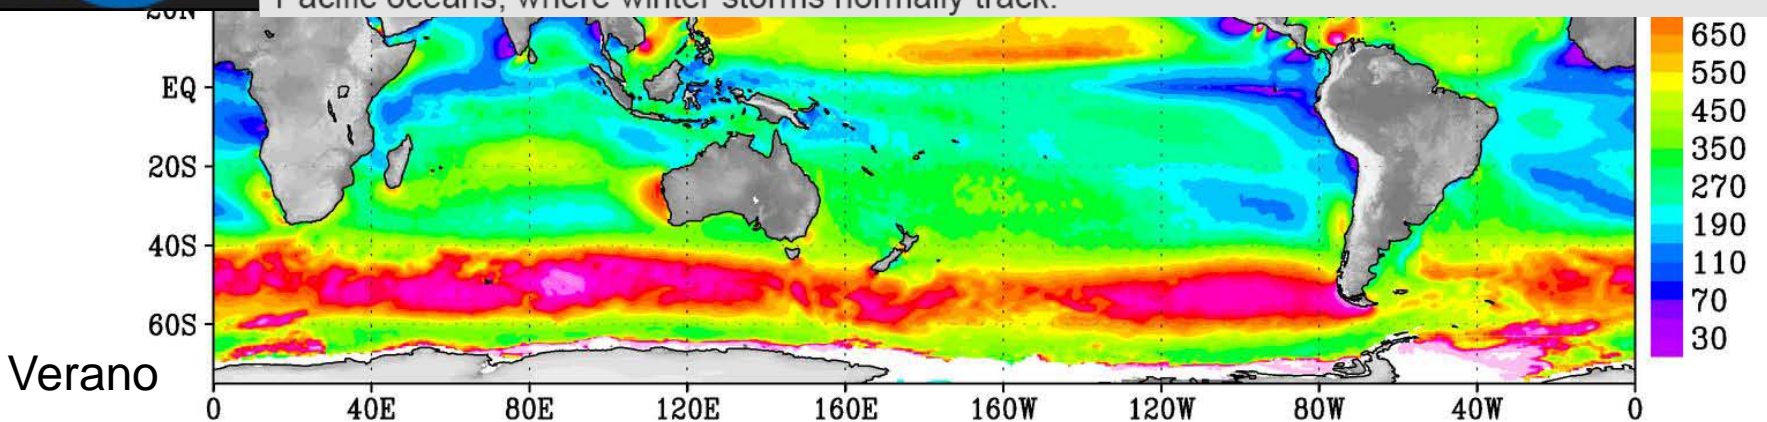 Pacific oceans, where winter storms normally track.
20N
EQ
20S
40S
60S
650
550
450
350
270
190
110
70
30
Verano
0 40E 80E 120E 160E 160W 120W 80W 40W 0